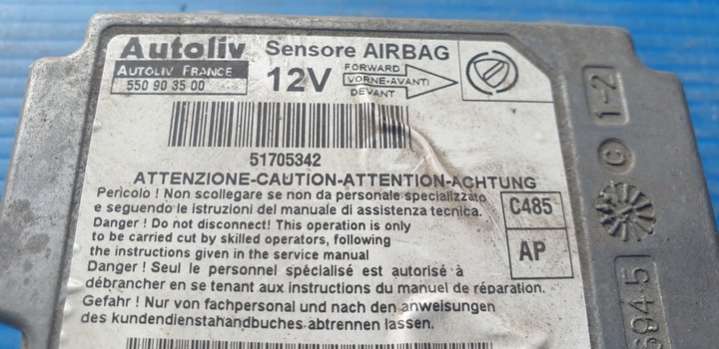 Autoliv Sensore AIRBAG
AUTOLIV FRANCE
550 90 35 00
12V
FORWARD
VORNE-AVANTI
DEVANT
51705342
ATTENZIONE-CAUTION-ATTENTION-ACHTUNG
Pericolo ! Non scollegare se non da personale specializzato
e seguendo le istruzioni del manuale di assistenza tecnica.
Danger ! Do not disconnect! This operation is only
to be carried cut by skilled operators, following
the instructions given in the service manual
Danger ! Seul le personnel spécialisé est autorisé à
débrancher en se tenant aux instructions du manuel de réparation.
Gefahr ! Nur von fachpersonal und nach den anweisungen
des kundendienstahandbuches abtrennen lassen.
C485
AP
1-2
694-5